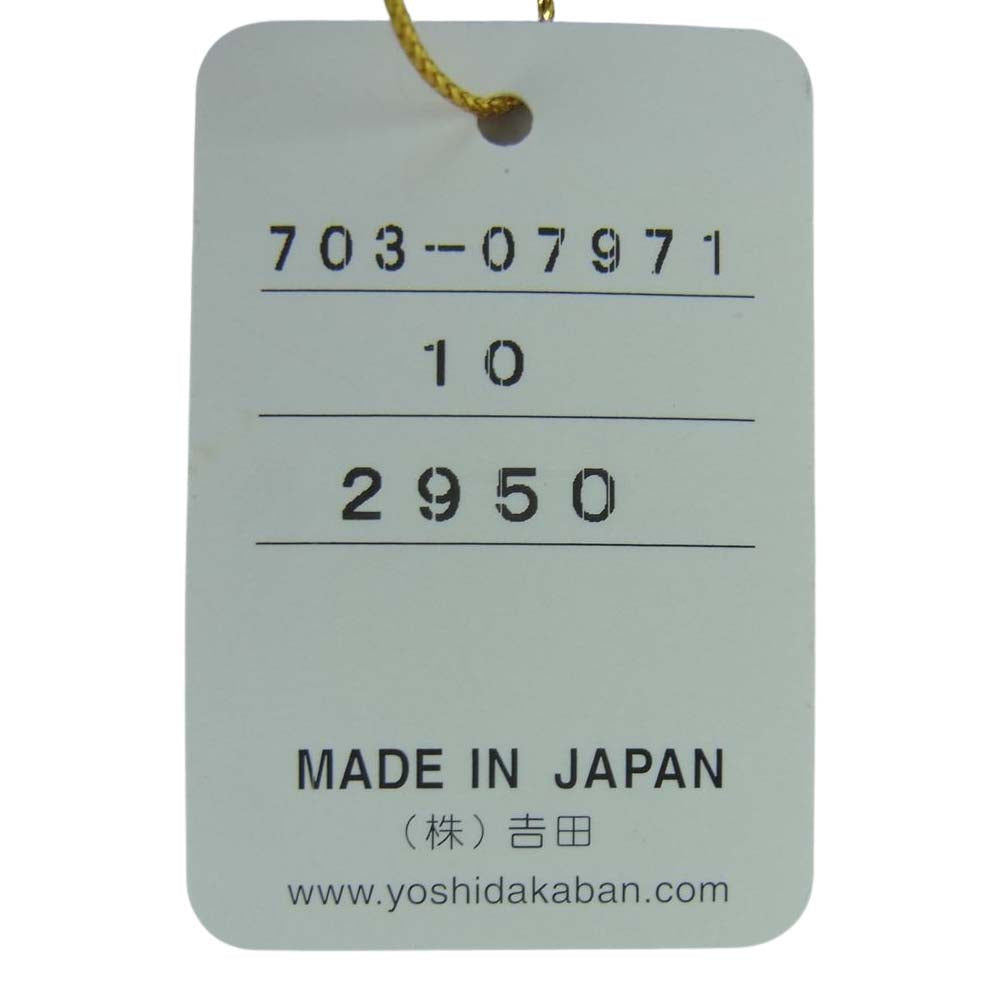 703-07971
10
2950
MADE IN JAPAN
（株）吉田
www.yoshidakaban.com